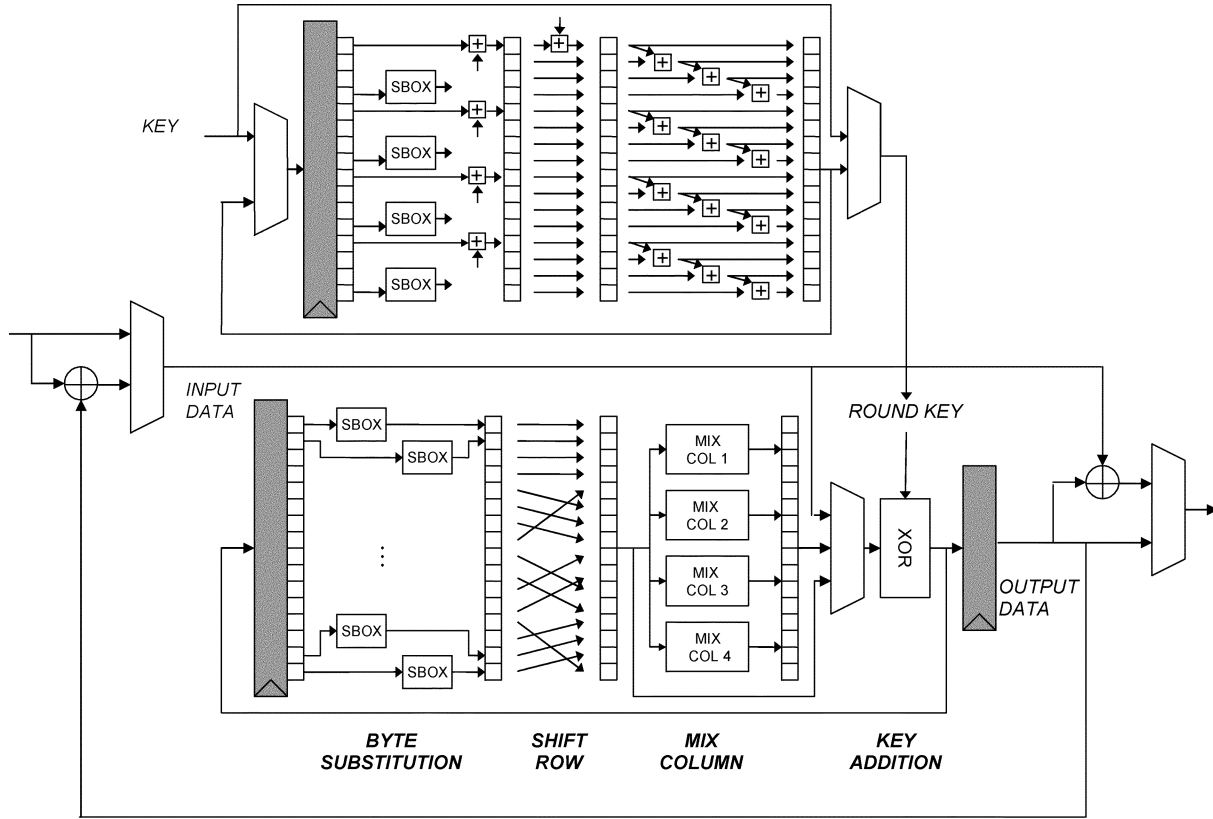 SBOX
KEY
SBOX
SBOX
SBOX
INPUT
DATA
ROUND KEY
SBOX
SBOX
MIX
COL 1
MIX
COL 2
XOR
MIX
COL 3
OUTPUT
DATA
SBOX
MIX
COL 4
SBOX
BYTE
SUBSTITUTION
SHIFT
ROW
MIX
COLUMN
KEY
ADDITION